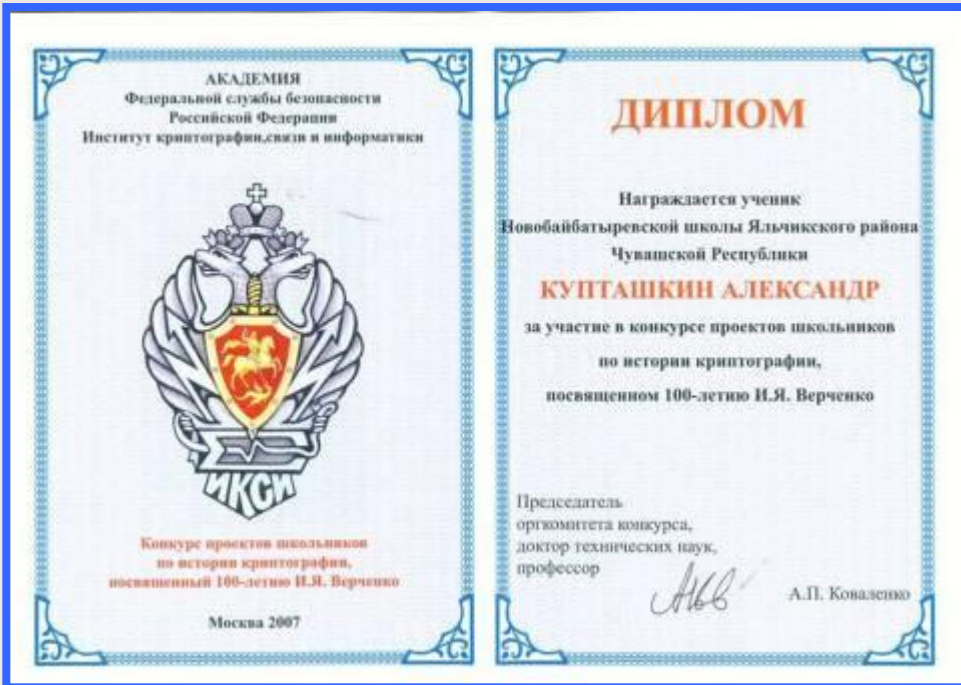 АКАДЕМИЯ
Федеральной службы безопасности
Российской Федерации
Институт криптографии,связи и информатики
ИКСИ
Конкурс проектов школьников
по истории криптографии,
посвященный 100-летию И.Я. Верченко
Москва 2007
ДИПЛОМ
Награждается ученик
Новобайбатыревской школы Яльчикского района
Чувашской Республики
КУПТАШКИН АЛЕКСАНДР
за участие в конкурсе проектов школьников
по истории криптографии,
посвященном 100-летию И.Я. Верченко
Председатель
оргкомитета конкурса,
доктор технических наук,
профессор
А.П. Коваленко